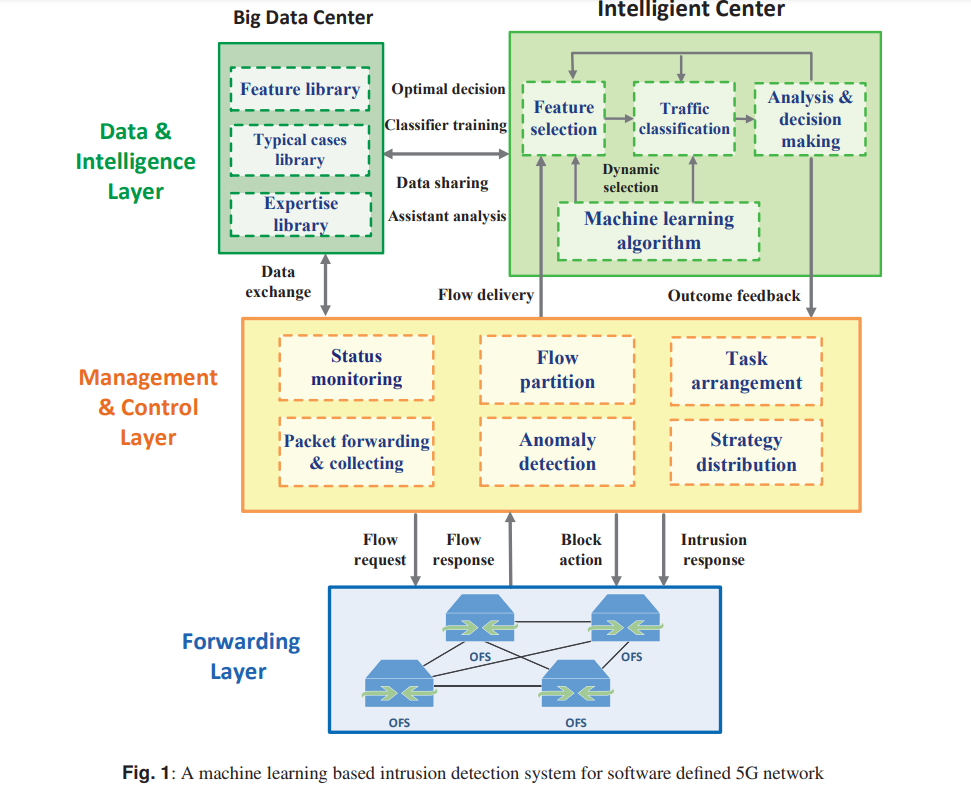 Big Data Center
Intelligient Center
Data &
Intelligence
Layer
Feature library
Typical cases
library
Expertise
library
Optimal decision
Classifier training
Data sharing
Assistant analysis
Feature
selection
Traffic
classification
Analysis &
decision
making
Dynamic
selection
Machine learning
algorithm
Data
exchange
Flow delivery
Outcome feedback
Management
& Control
Layer
Status
monitoring
Flow
partition
Task
arrangement
Packet forwarding
& collecting
Anomaly
detection
Strategy
distribution
Flow
request
Flow
response
Block
action
Intrusion
response
Forwarding
Layer
OFS
OFS
OFS
OFS
Fig. 1: A machine learning based intrusion detection system for software defined 5G network